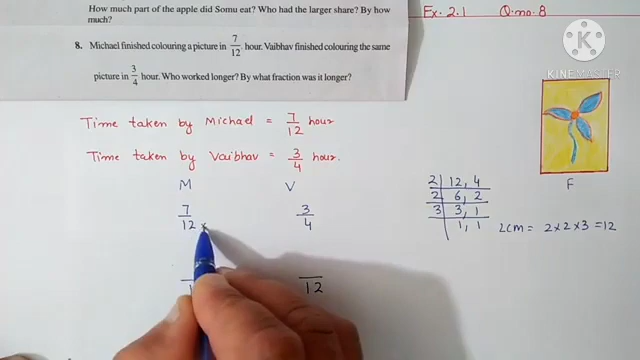 How much part of the apple did Somu eat? Who had the larger share? By how
much?
8. Michael finished colouring a picture in 7/12 hour. Vaibhav finished colouring the same
picture in 3/4 hour. Who worked longer? By what fraction was it longer?
Ex. 2.1 Q.no. 8
KINEMASTER
Time taken by Michael = 7/12 hour
Time taken by Vaibhav = 3/4 hour.
M V
7/12 × 3/4
12
2 | 12, 4
2 | 6, 2
3 | 3, 1
1, 1
LCM = 2×2×3 = 12
F